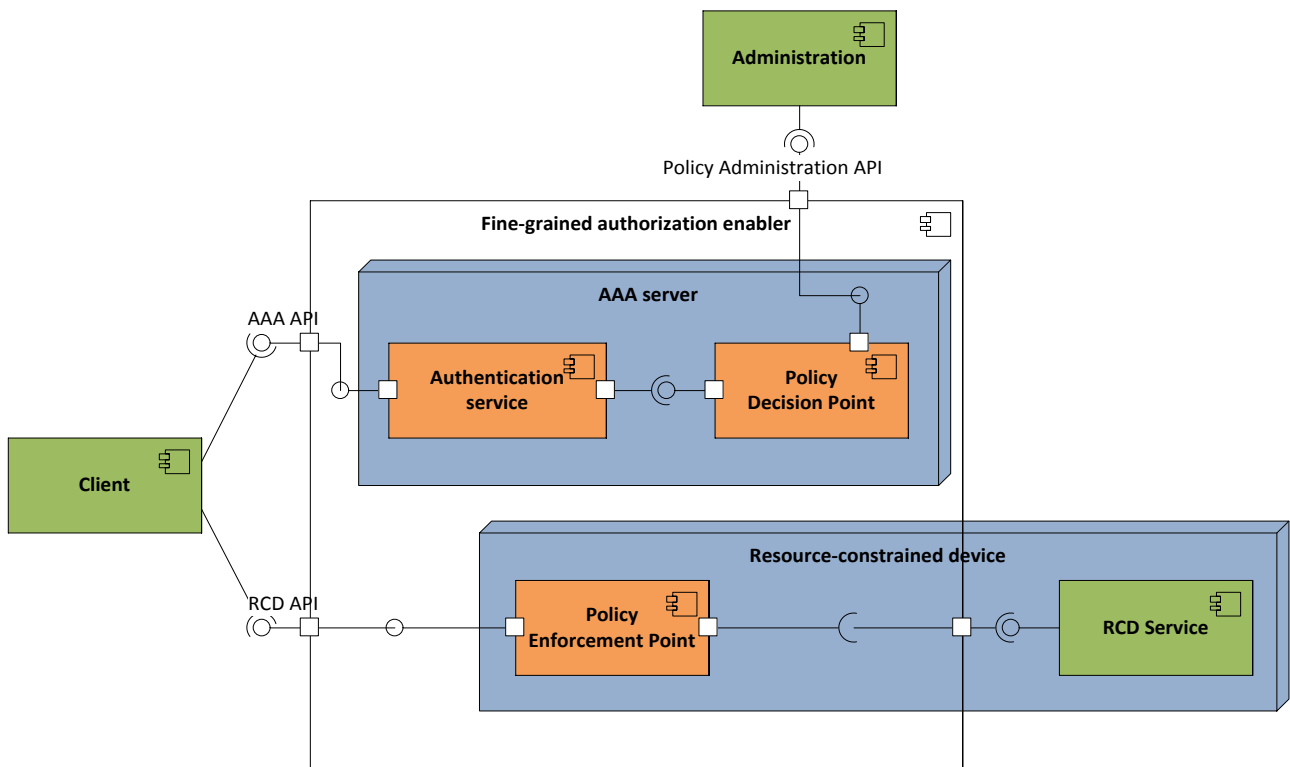 Administration
Policy Administration API
Fine-grained authorization enabler
AAA server
AAA API
Authentication
service
Policy
Decision Point
Client
Resource-constrained device
RCD API
Policy
Enforcement Point
RCD Service